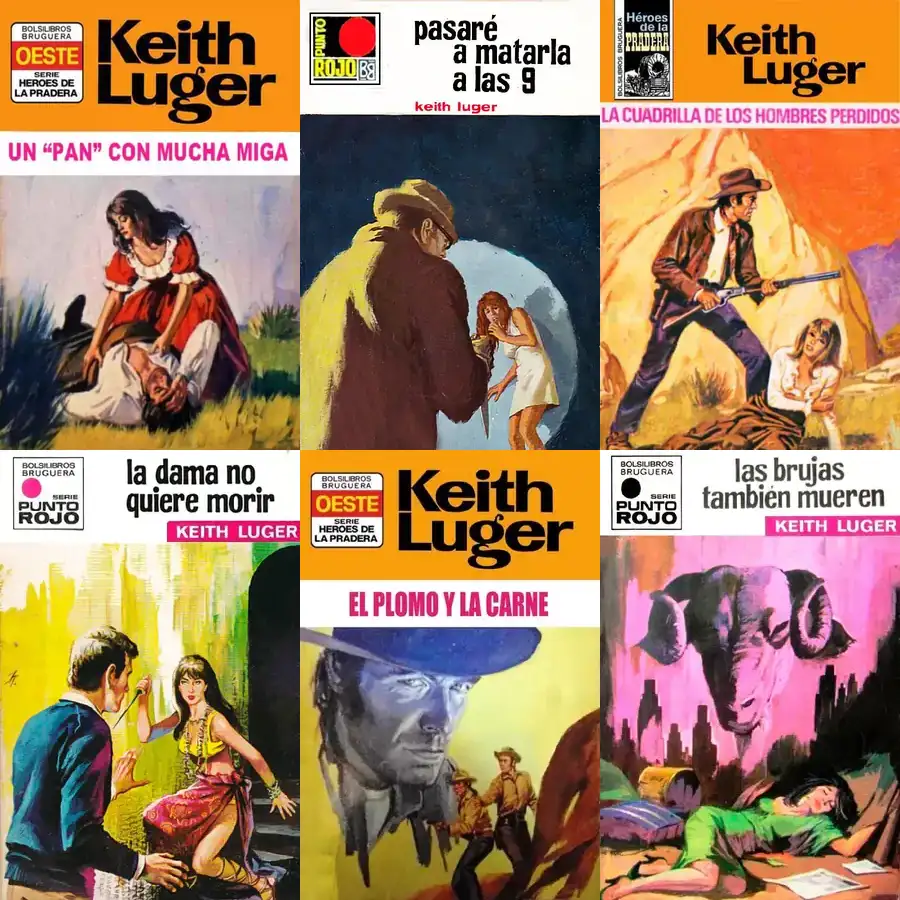 BOLSILIBROS
BRUGUERA
OESTE
SERIE
HEROES DE
LA PRADERA
Keith
Luger
UN “PAN” CON MUCHA MIGA
PUNTO
ROJO
BB
pasaré
a matarla
a las 9
keith luger
BOLSILIBROS BRUGUERA
Héroes
de la
PRADERA
Keith
Luger
LA CUADRILLA DE LOS HOMBRES PERDIDOS
BOLSILIBROS
BRUGUERA
SERIE
PUNTO
ROJO
la dama no
quiere morir
KEITH LUGER
BOLSILIBROS
BRUGUERA
OESTE
SERIE
HEROES DE
LA PRADERA
Keith
Luger
EL PLOMO Y LA CARNE
BOLSILIBROS
BRUGUERA
SERIE
PUNTO
ROJO
las brujas
también mueren
KEITH LUGER